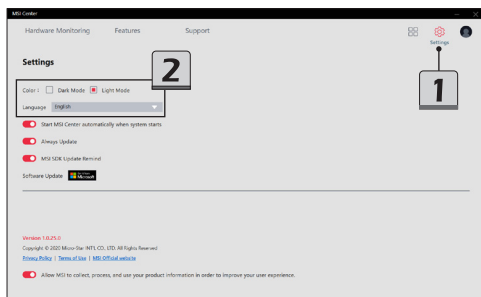 MSI Center
Hardware Monitoring Features Support
Settings
Settings
2
1
Color : Dark Mode Light Mode
Language English
Start MSI Center automatically when system starts
Always Update
MSI SDK Update Remind
Software Update Microsoft
Version 1.0.25.0
Copyright © 2020 Micro-Star INT'L CO., LTD. All Rights Reserved
Privacy Policy | Terms of Use | MSI Official website
Allow MSI to collect, process, and use your product information in order to improve your user experience.